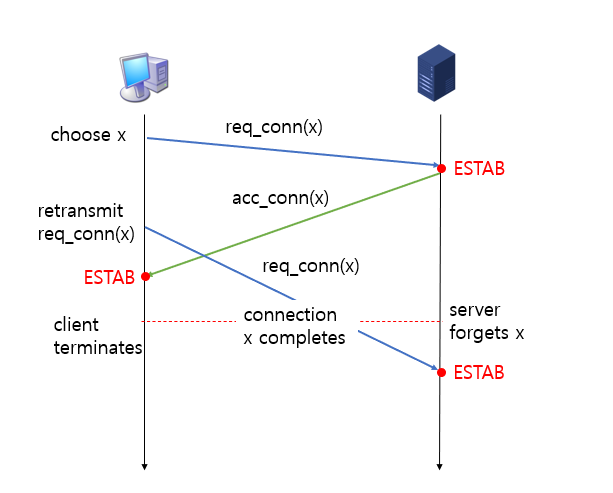 choose x
req_conn(x)
ESTAB
acc_conn(x)
retransmit
req_conn(x)
ESTAB
req_conn(x)
client
terminates
connection
x completes
server
forgets x
ESTAB